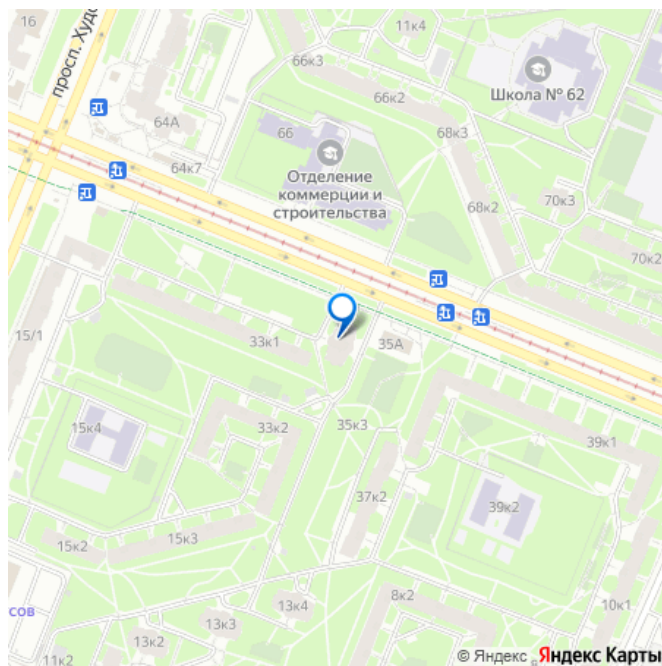 16
11к4
просп. Худо
66к3
66к2
Школа № 62
64А
66
68к3
64к7
Отделение
коммерции и
строительства
68к2
70к3
70к2
15/1
33к1
35А
15к4
33к2
35к3
39к1
37к2
39к2
15к2
15к3
8к2
10к1
сов
13к4
13к3
13к2
11к2
© Яндекс Яндекс Карты